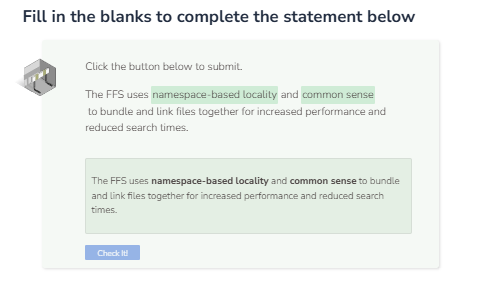 Fill in the blanks to complete the statement below
Click the button below to submit.
The FFS uses namespace-based locality and common sense
to bundle and link files together for increased performance and
reduced search times.
The FFS uses namespace-based locality and common sense to bundle
and link files together for increased performance and reduced search
times.
Check It!